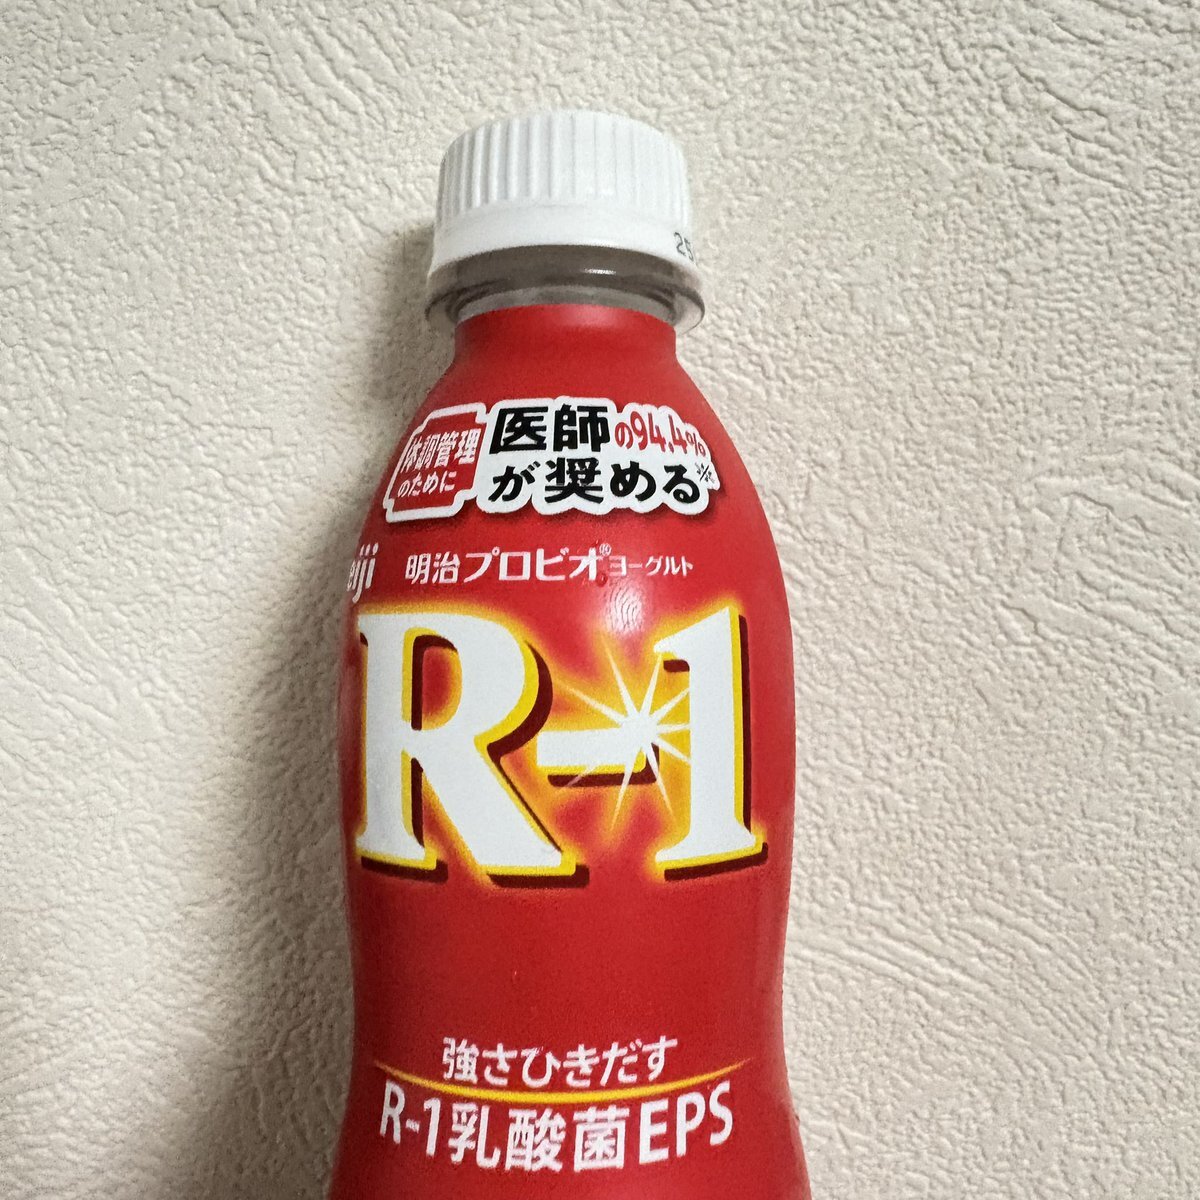 25
体調管理
のために
医師の94.4%
が奨める※
eiji
明治プロビオ®ヨーグルト
R-1
強さひきだす
R-1乳酸菌EPS